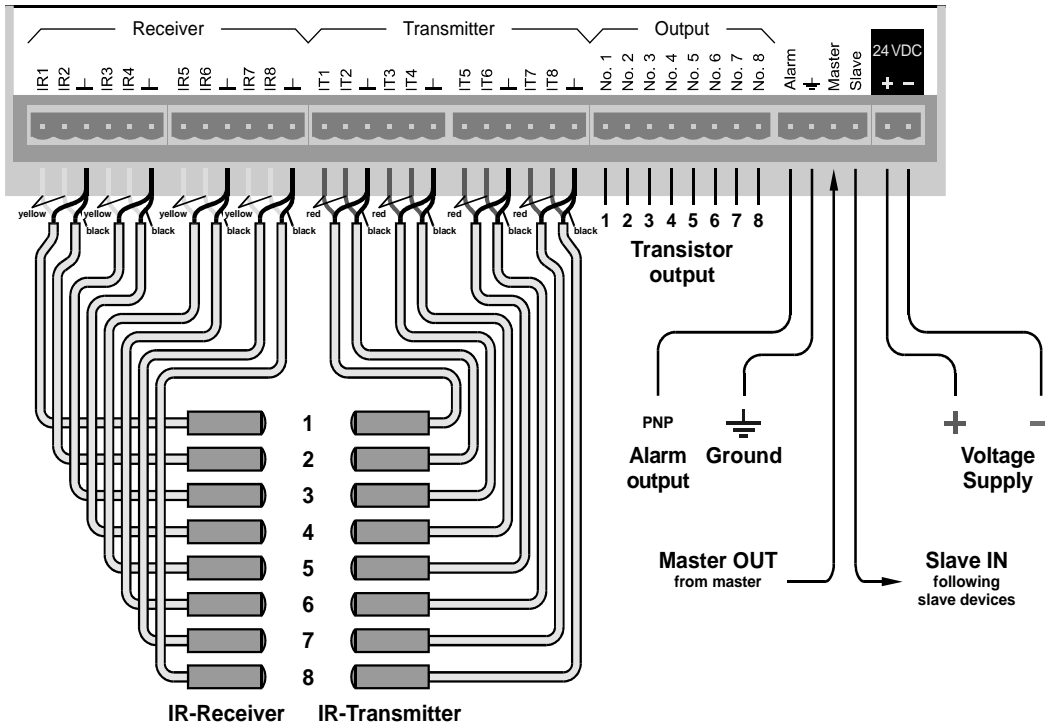 Receiver Transmitter Output
IR1 IR2 IR3 IR4 IR5 IR6 IR7 IR8 IT1 IT2 IT3 IT4 IT5 IT6 IT7 IT8 No. 1 No. 2 No. 3 No. 4 No. 5 No. 6 No. 7 No. 8 Alarm Master Slave 24 VDC
+ −
yellow yellow yellow yellow red red red red
black black black black black black black black
1 2 3 4 5 6 7 8
Transistor
output
1
2
3
4
5
6
7
8
IR-Receiver IR-Transmitter
PNP
Alarm
output
Ground
+ −
Voltage
Supply
Master OUT
from master
Slave IN
following
slave devices